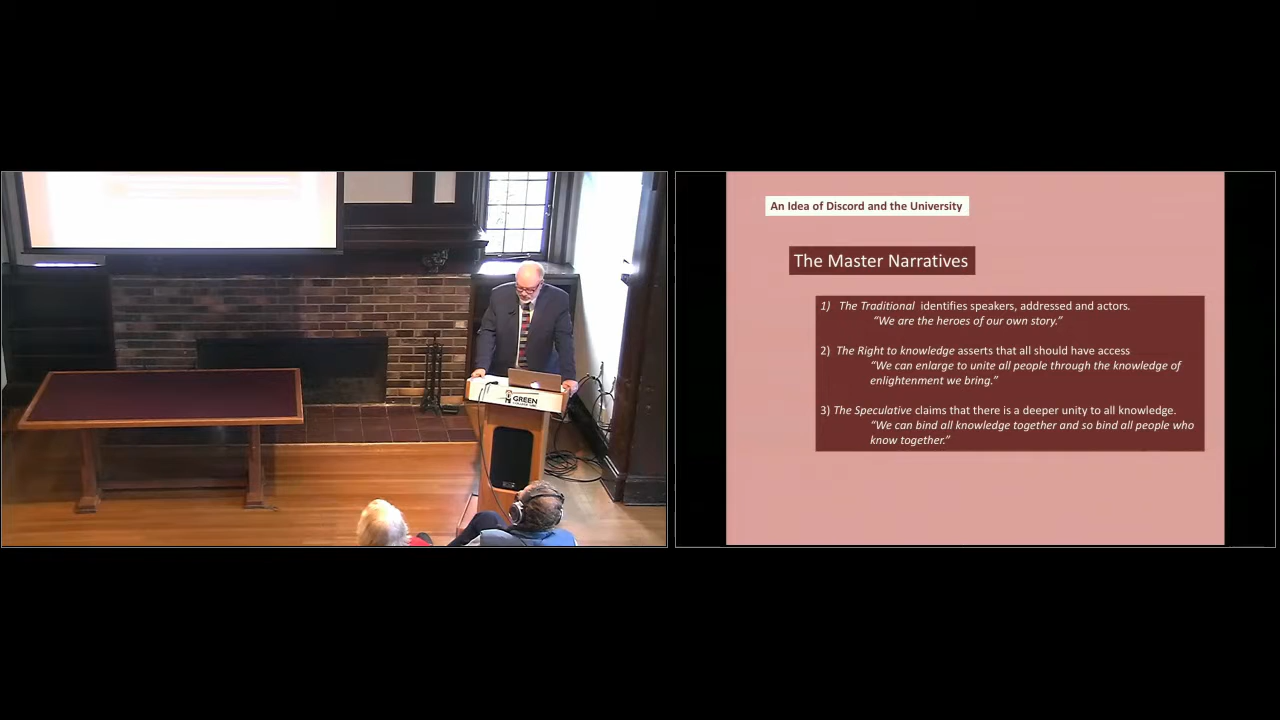 GREEN
An Idea of Discord and the University
The Master Narratives
1) The Traditional identifies speakers, addressed and actors.
“We are the heroes of our own story.”
2) The Right to knowledge asserts that all should have access
“We can enlarge to unite all people through the knowledge of
enlightenment we bring.”
3) The Speculative claims that there is a deeper unity to all knowledge.
“We can bind all knowledge together and so bind all people who
know together.”